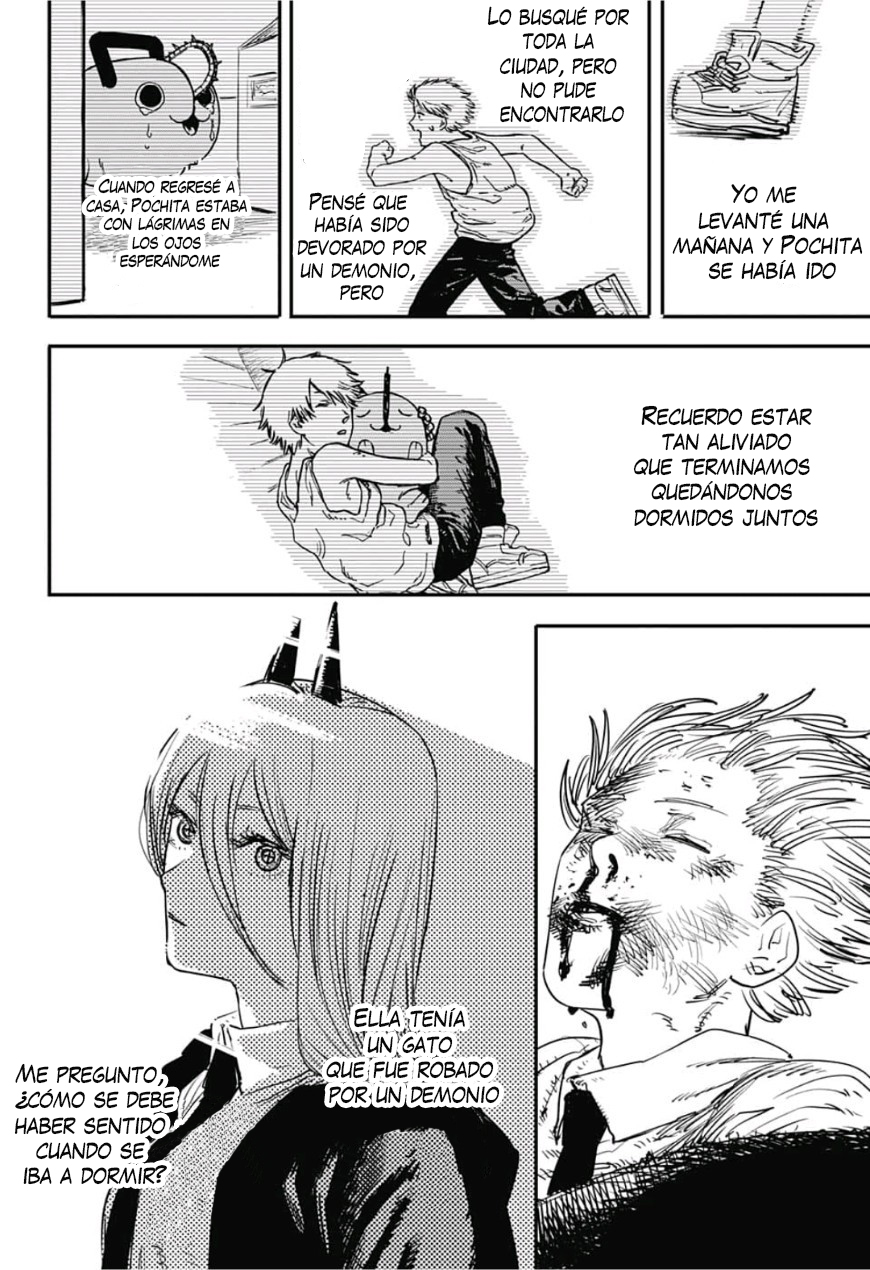 YO ME
LEVANTÉ UNA
MAÑANA Y POCHITA
SE HABÍA IDO
LO BUSQUÉ POR
TODA LA
CIUDAD, PERO
NO PUDE
ENCONTRARLO
PENSÉ QUE
HABÍA SIDO
DEVORADO POR
UN DEMONIO,
PERO
CUANDO REGRESÉ A
CASA, POCHITA ESTABA
CON LÁGRIMAS EN
LOS OJOS
ESPERÁNDOME
RECUERDO ESTAR
TAN ALIVIADO
QUE TERMINAMOS
QUEDÁNDONOS
DORMIDOS JUNTOS
ELLA TENÍA
UN GATO
QUE FUE ROBADO
POR UN DEMONIO
ME PREGUNTO,
¿CÓMO SE DEBE
HABER SENTIDO
CUANDO SE
IBA A DORMIR?